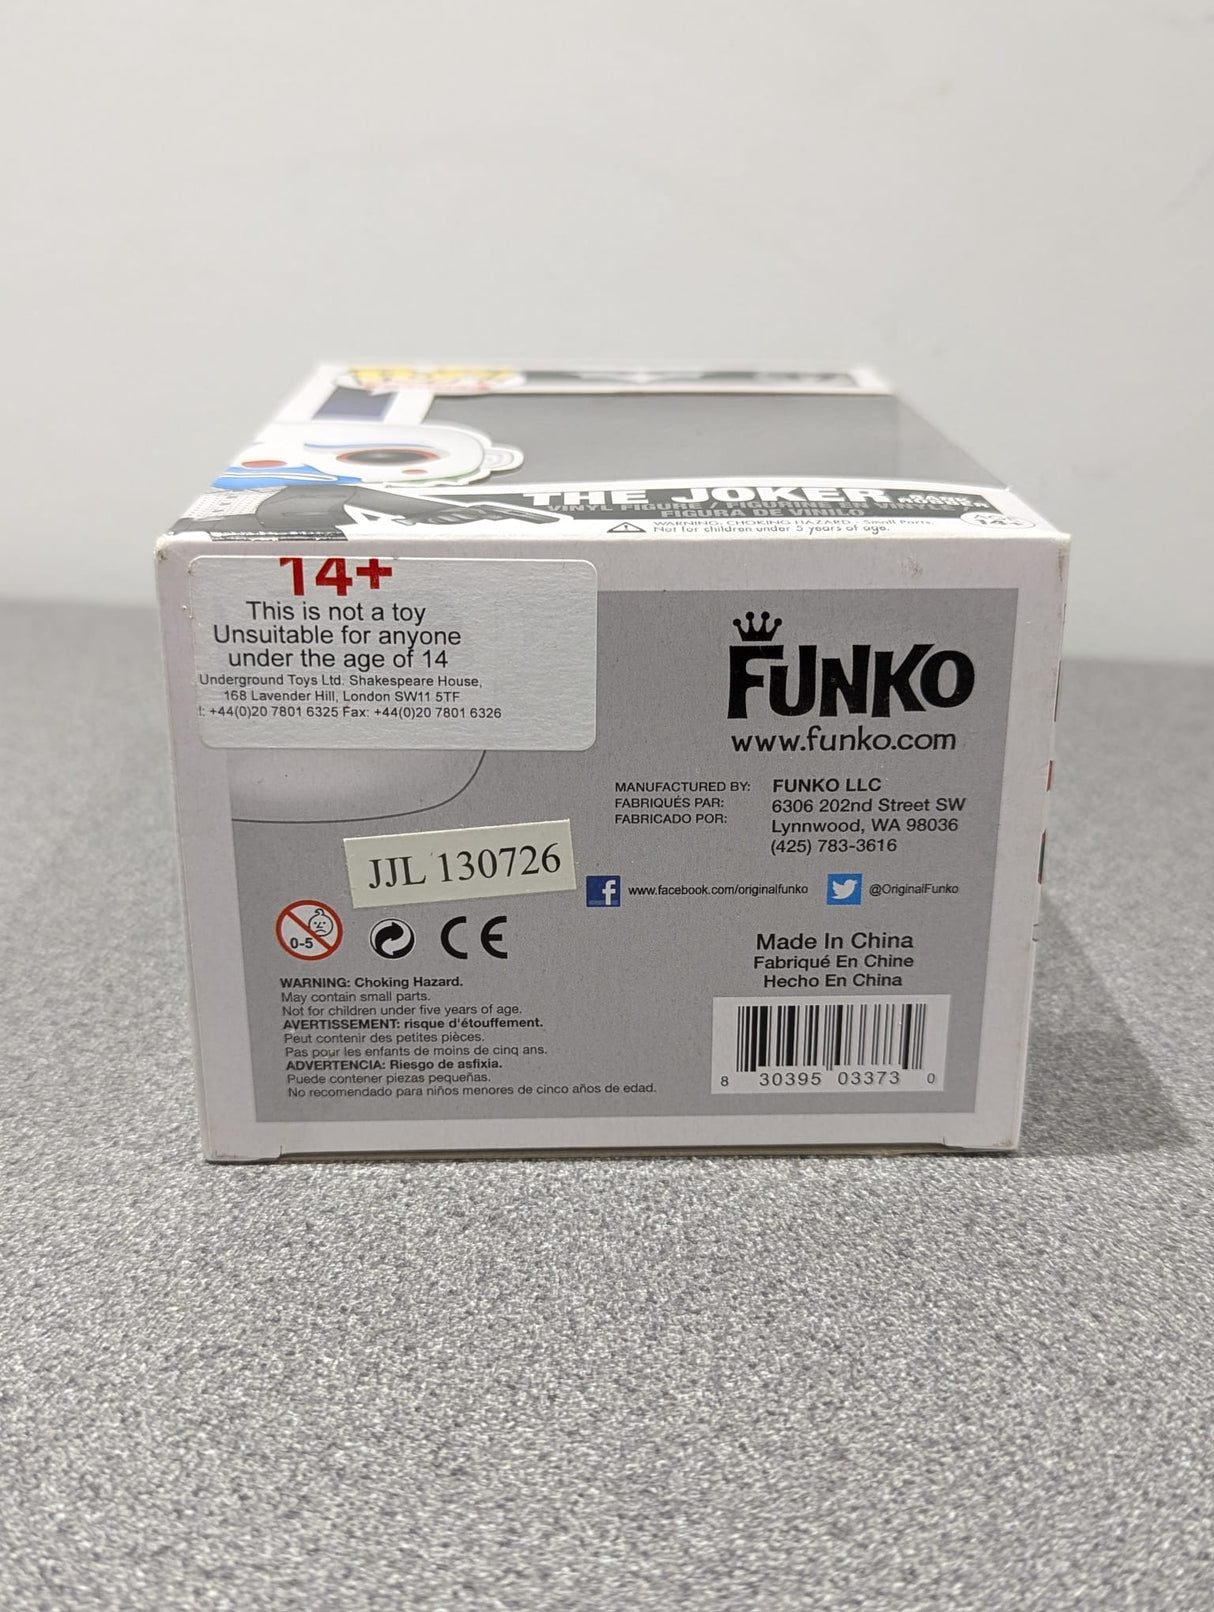 THE JOKER
VINYL FIGURE / FIGURINE EN VINYLE
FIGURA DE VINILO
WARNING: CHOKING HAZARD - Small Parts.
Not for children under 3 years of age.
14+
14+
This is not a toy
Unsuitable for anyone
under the age of 14
Underground Toys Ltd. Shakespeare House,
168 Lavender Hill, London SW11 5TF
: +44(0)20 7801 6325 Fax: +44(0)20 7801 6326
FUNKO
www.funko.com
MANUFACTURED BY: FUNKO LLC
FABRIQUÉS PAR: 6306 202nd Street SW
FABRICADO POR: Lynnwood, WA 98036
(425) 783-3616
JJL 130726
www.facebook.com/originalfunko @OriginalFunko
0-5 CE
Made In China
Fabriqué En Chine
Hecho En China
WARNING: Choking Hazard.
May contain small parts.
Not for children under five years of age.
AVERTISSEMENT: risque d'étouffement.
Peut contenir des petites pièces.
Pas pour les enfants de moins de cinq ans.
ADVERTENCIA: Riesgo de asfixia.
Puede contener piezas pequeñas.
No recomendado para niños menores de cinco años de edad.
8 30395 03373 0